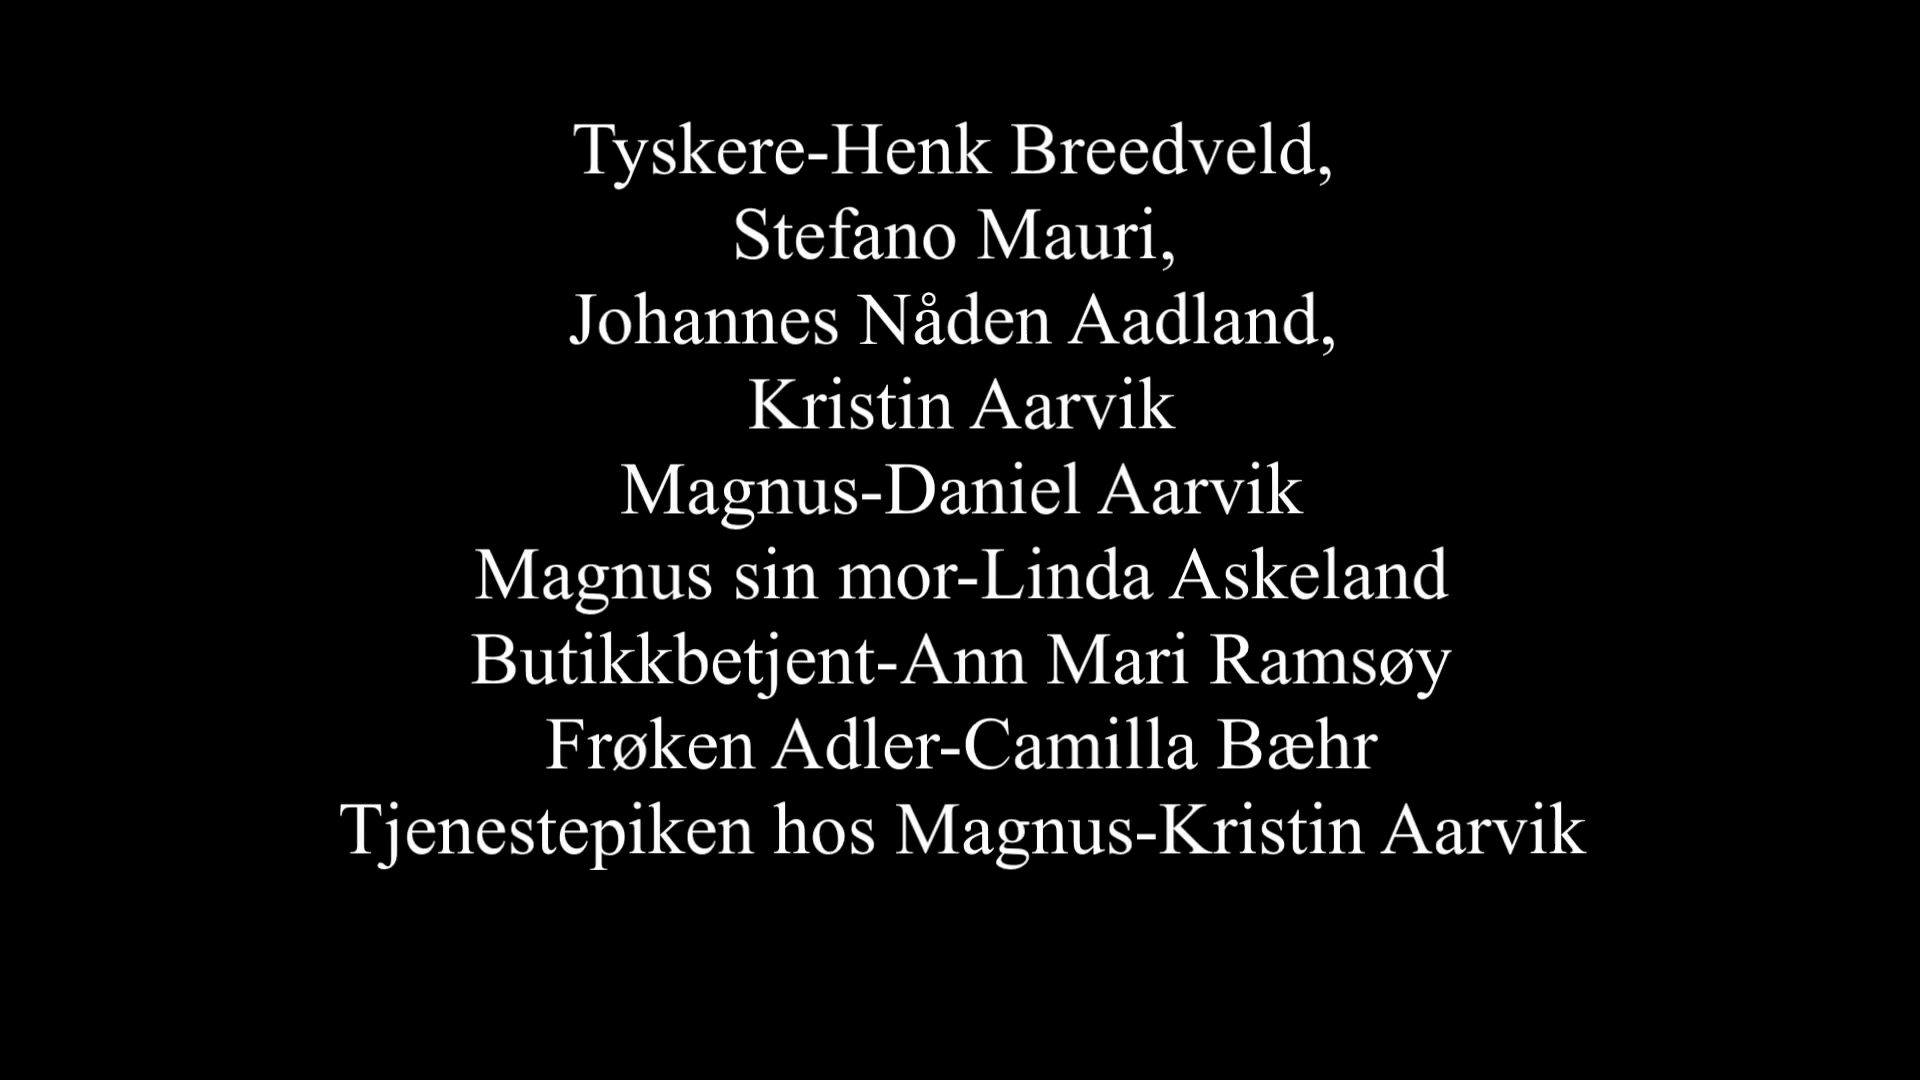 Tyskere-Henk Breedveld,
Stefano Mauri,
Johannes Nåden Aadland,
Kristin Aarvik
Magnus-Daniel Aarvik
Magnus sin mor-Linda Askeland
Butikkbetjent-Ann Mari Ramsøy
Frøken Adler-Camilla Bæhr
Tjenestepiken hos Magnus-Kristin Aarvik